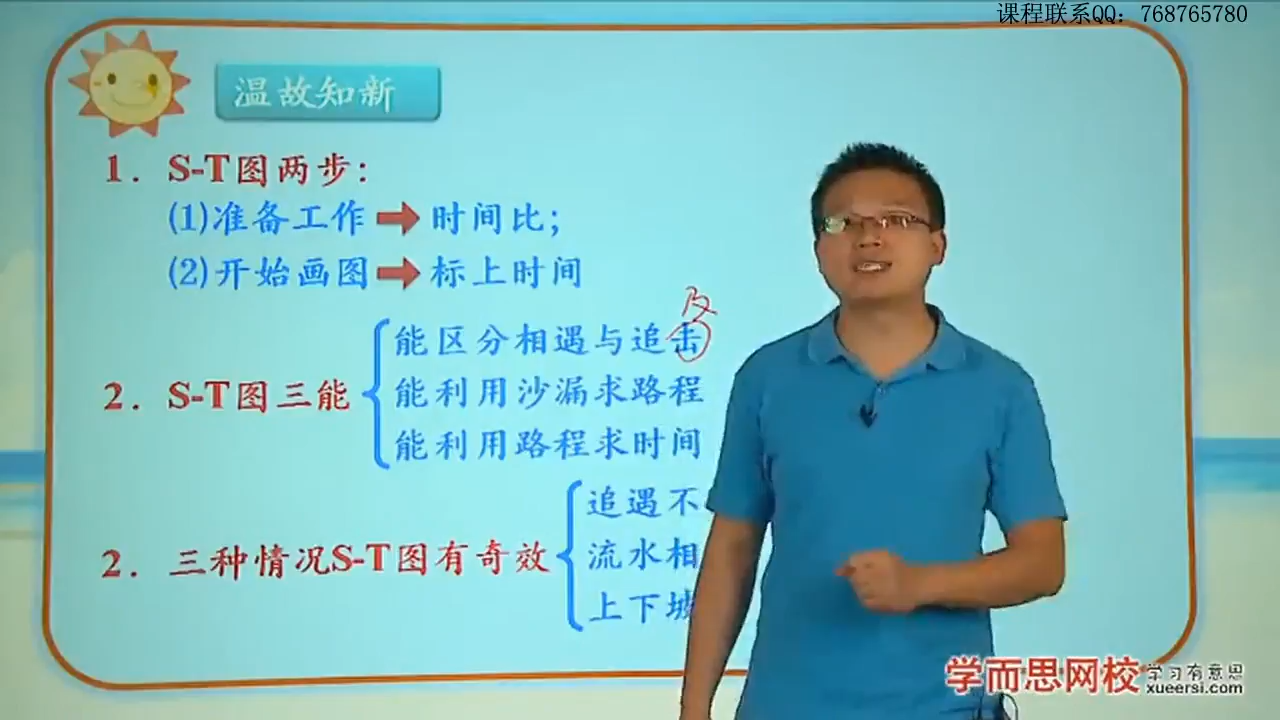 课程联系QQ：768765780
温故知新
1. S-T图两步：
(1)准备工作➡时间比；
(2)开始画图➡标上时间
及
2. S-T图三能
能区分相遇与追击
能利用沙漏求路程
能利用路程求时间
2. 三种情况S-T图有奇效
追遇不
流水相
上下坡
学而思网校 学习有意思
xueersi.com